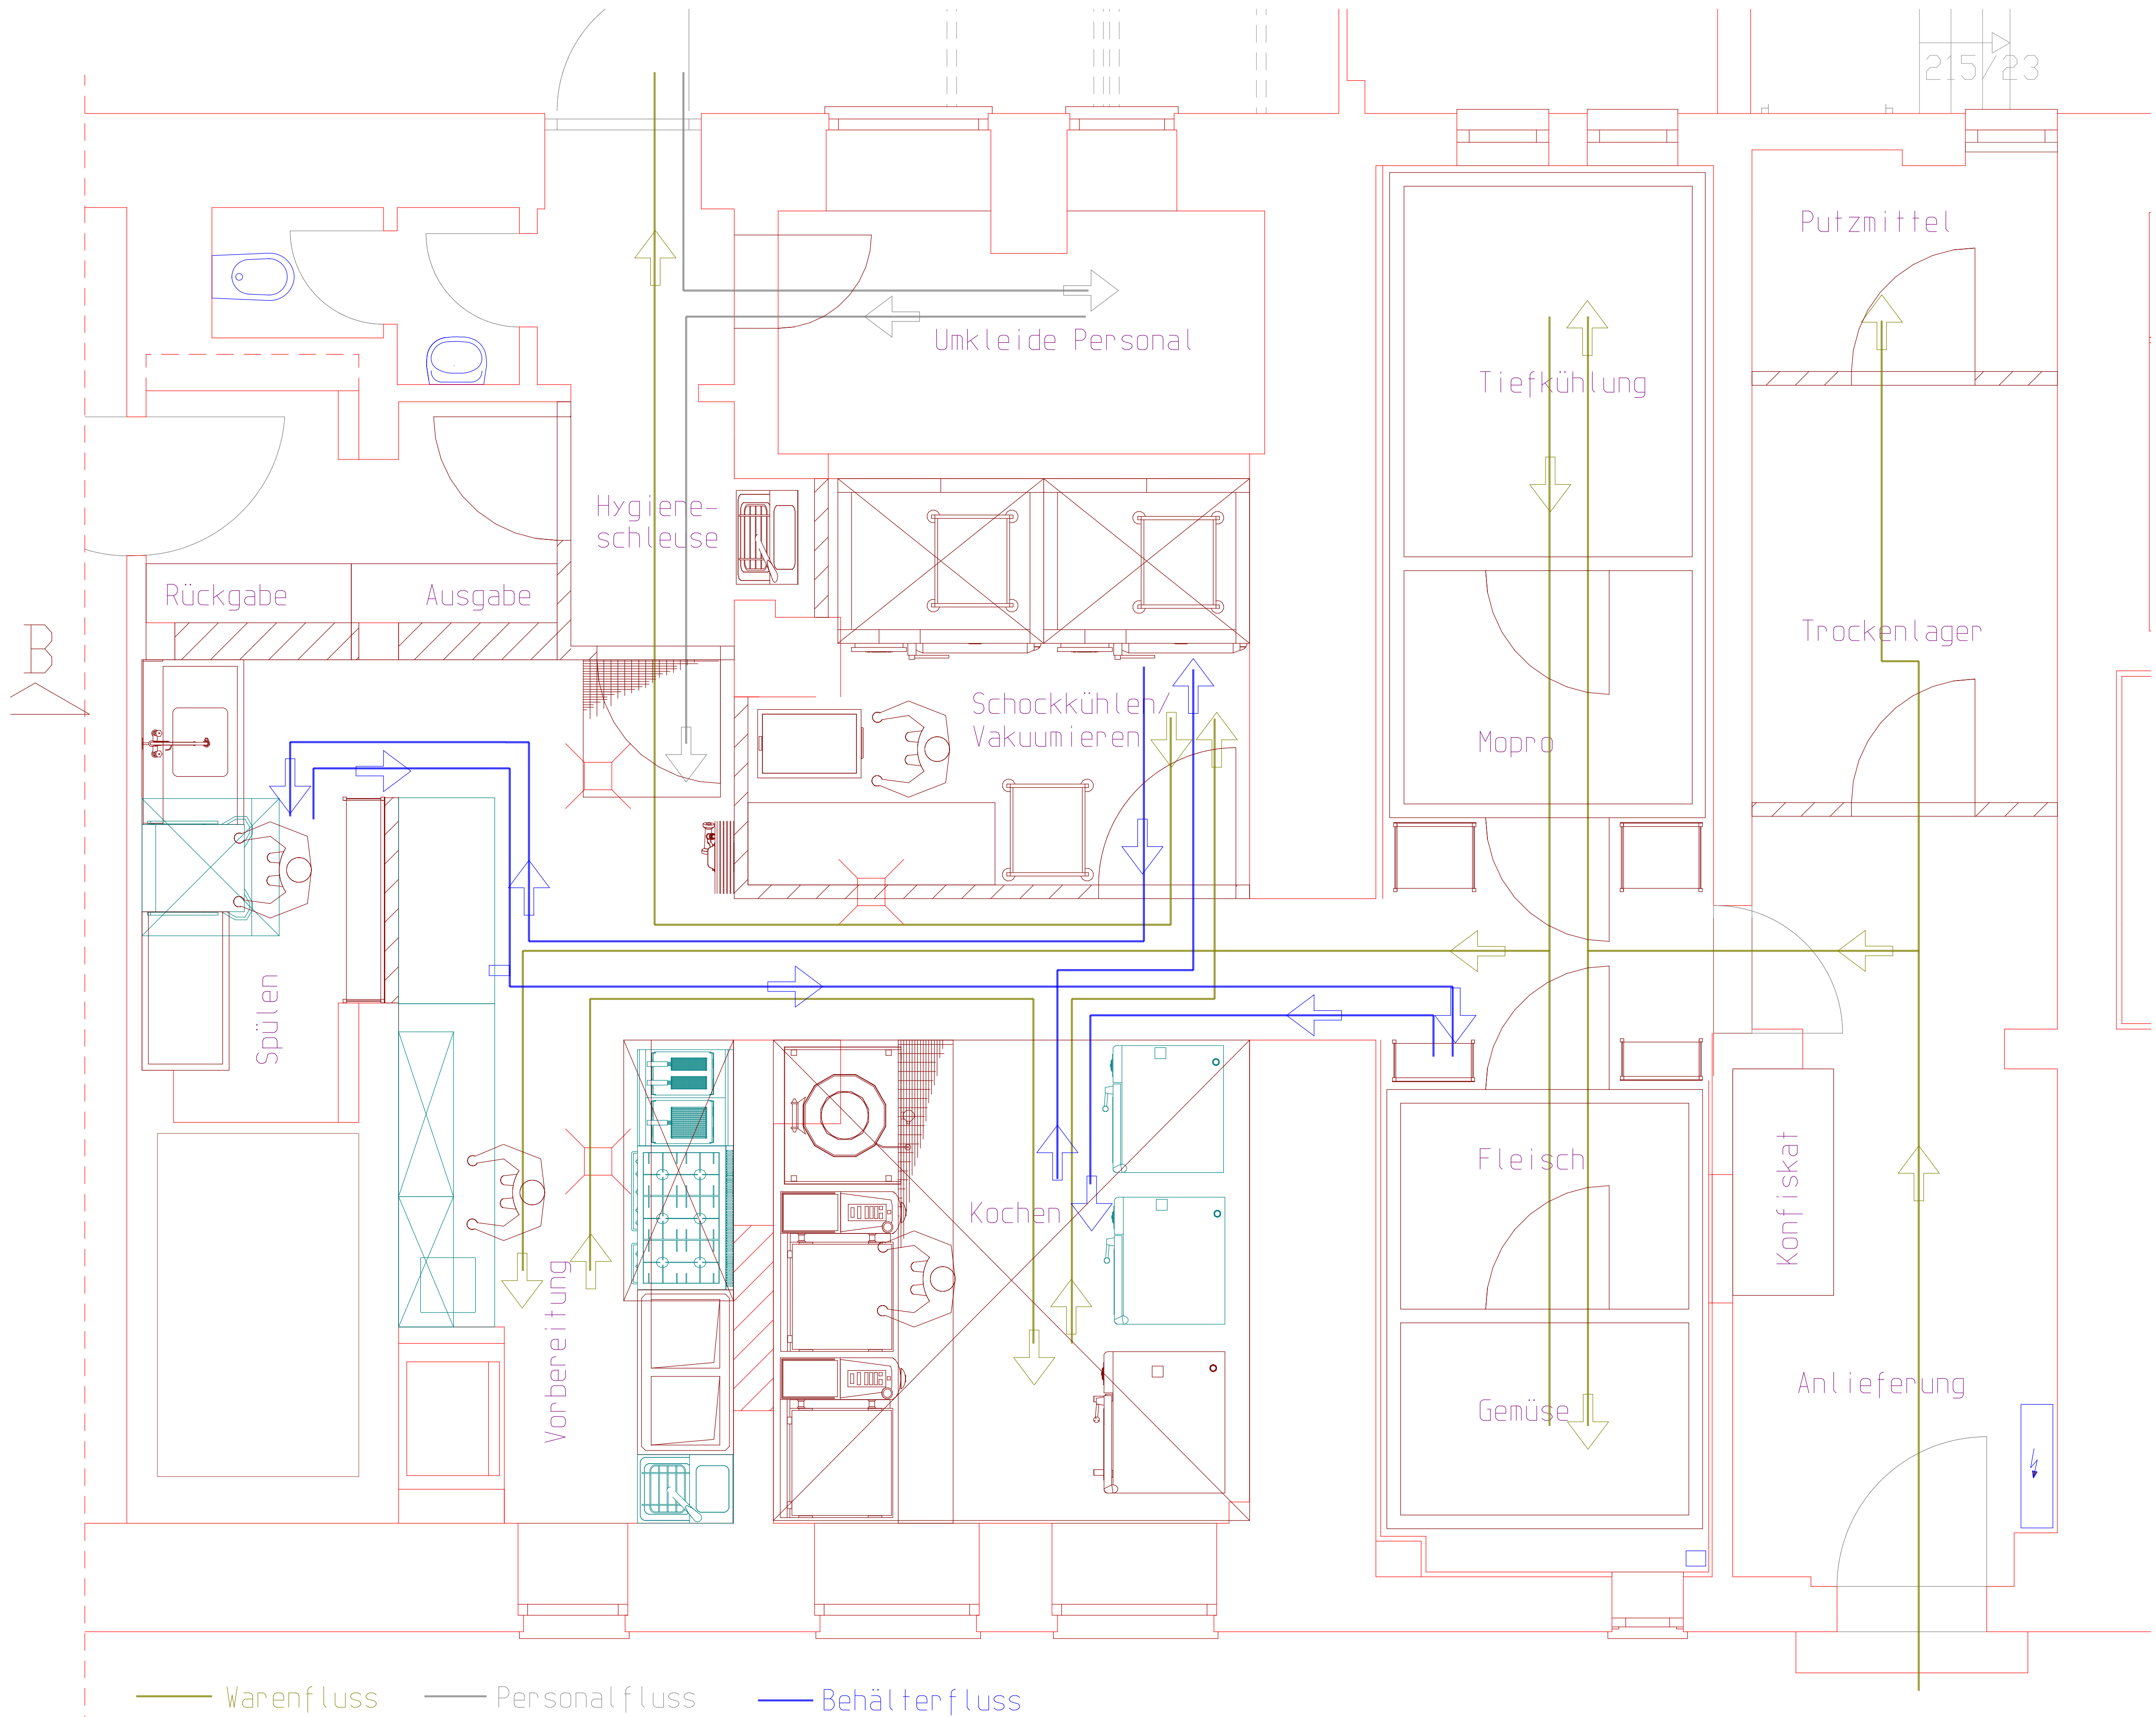 215/23
Putzmittel
Umkleide Personal
Tiefkühlung
Hygiene-
schleuse
Rückgabe
Ausgabe
Trockenlager
B
Schockkühlen/
Vakuumieren
Mopro
Spülen
Fleisch
Konfiskat
Kochen
Vorbereitung
Anlieferung
Gemüse
Warenfluss
Personalfluss
Behälterfluss